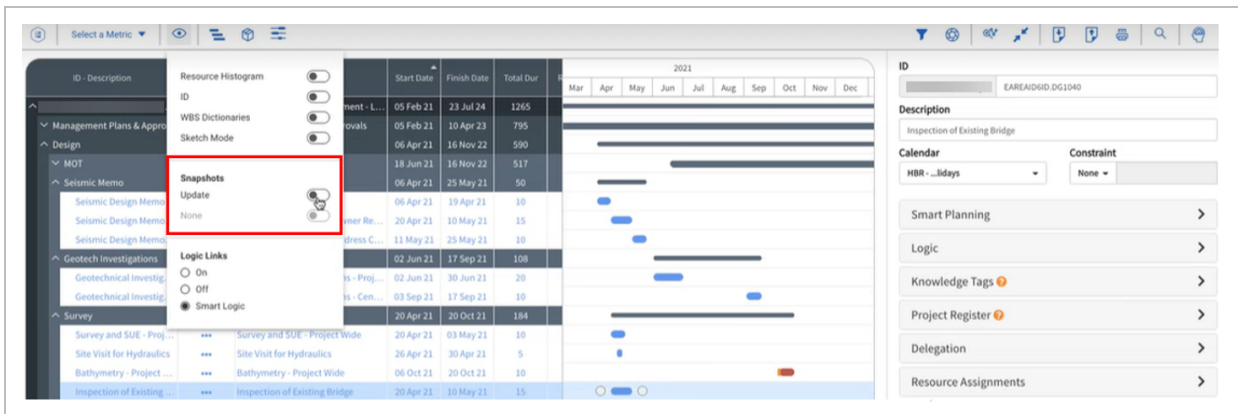 Select a Metric
ID - Description
Start Date
Finish Date
Total Dur
2021
Mar Apr May Jun Jul Aug Sep Oct Nov Dec
ment - L... 05 Feb 21 23 Jul 24 1265
Management Plans & Appro rovals 05 Feb 21 10 Apr 23 795
Design 06 Apr 21 16 Nov 22 590
MOT 18 Jun 21 16 Nov 22 517
Seismic Memo 06 Apr 21 25 May 21 50
Seismic Design Memo 06 Apr 21 19 Apr 21 10
Seismic Design Memo. wner Re... 20 Apr 21 10 May 21 15
Seismic Design Memo. dress C... 11 May 21 25 May 21 10
Geotech Investigations 02 Jun 21 17 Sep 21 108
Geotechnical Investig. ns - Proj... 02 Jun 21 30 Jun 21 20
Geotechnical Investig. ns - Cen... 03 Sep 21 17 Sep 21 10
Survey 20 Apr 21 20 Oct 21 184
Survey and SUE - Proj... ••• Survey and SUE - Project Wide 20 Apr 21 03 May 21 10
Site Visit for Hydraulics ••• Site Visit for Hydraulics 26 Apr 21 30 Apr 21 5
Bathymetry - Project ... ••• Bathymetry - Project Wide 06 Oct 21 20 Oct 21 10
Inspection of Existing ... ••• Inspection of Existing Bridge 20 Apr 21 10 May 21 15
Resource Histogram
ID
WBS Dictionaries
Sketch Mode
Snapshots
Update
None
Logic Links
On
Off
Smart Logic
ID
EAREAID6ID.DG1040
Description
Inspection of Existing Bridge
Calendar Constraint
HBR - ...lidays None
Smart Planning
Logic
Knowledge Tags ?
Project Register ?
Delegation
Resource Assignments